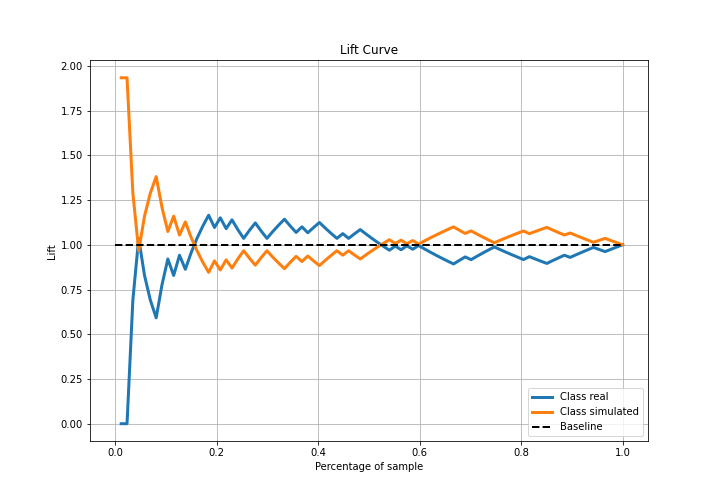 Lift Curve
2.00
1.75
1.50
1.25
1.00
0.75
0.50
0.25
0.00
Lift
0.0 0.2 0.4 0.6 0.8 1.0
Percentage of sample
Class real
Class simulated
Baseline